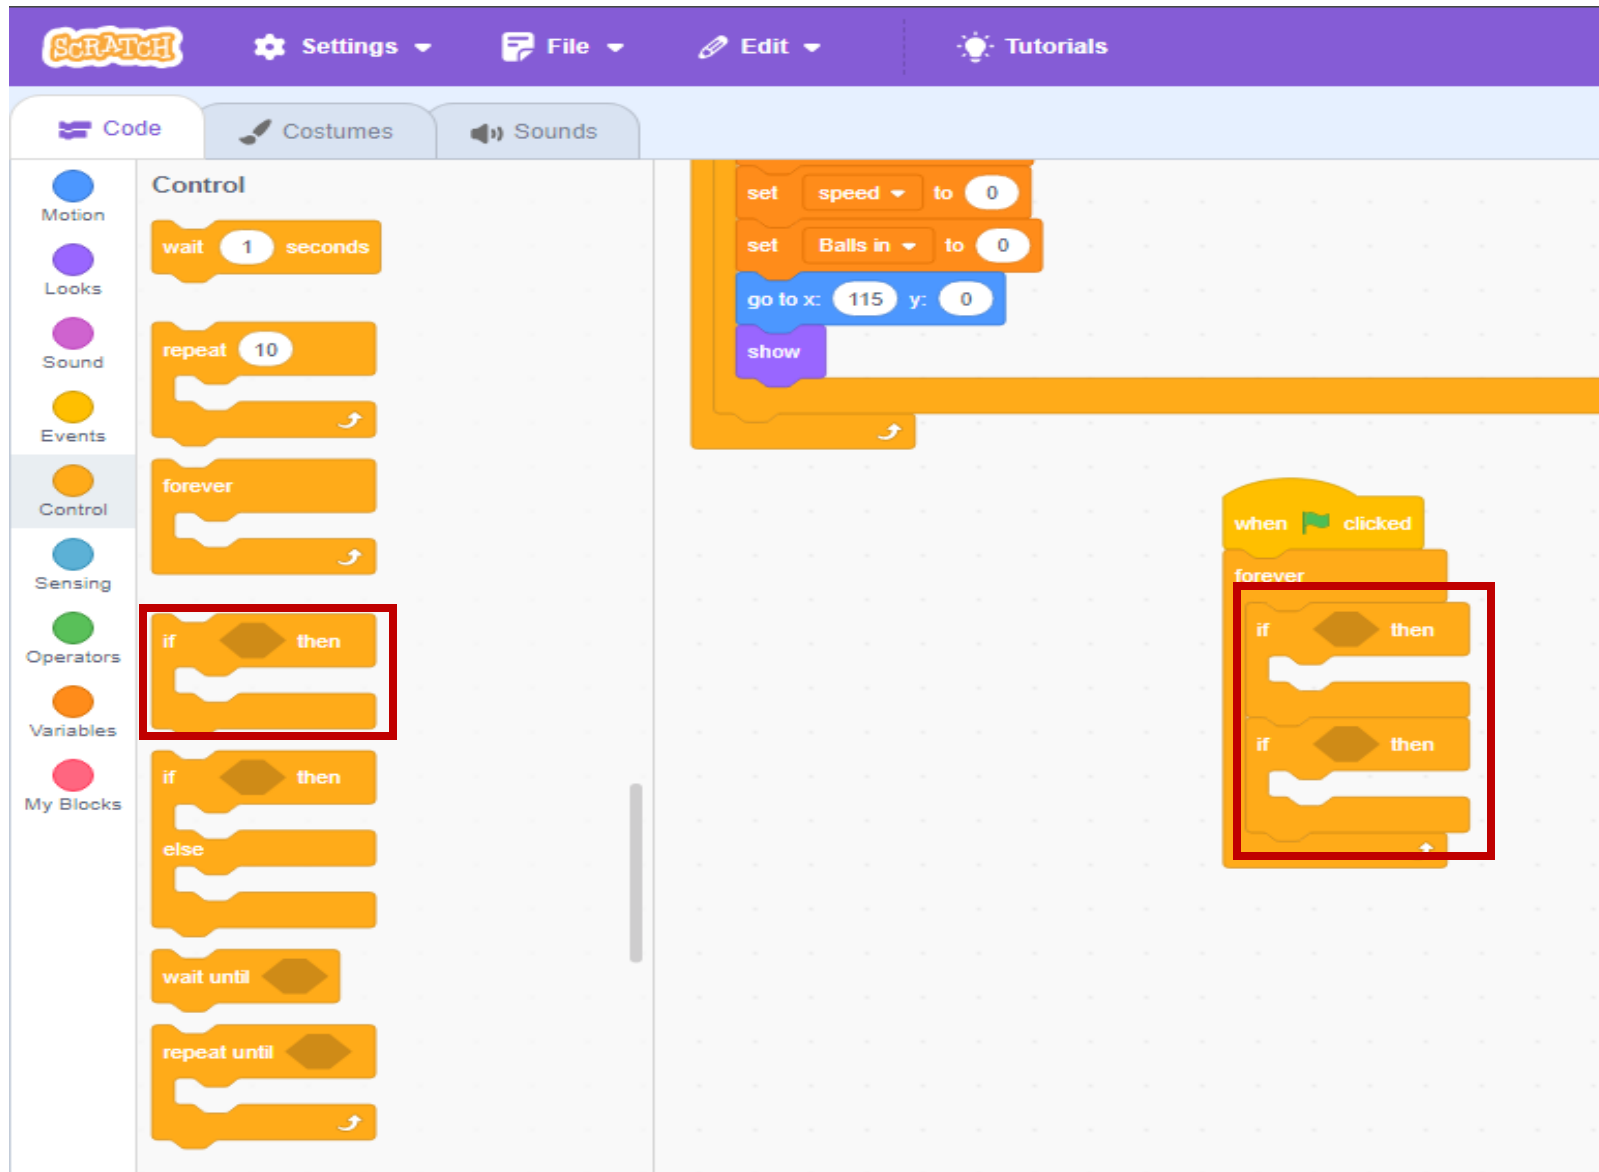 SCRATCH Settings File Edit Tutorials
Code Costumes Sounds
Motion
Looks
Sound
Events
Control
Sensing
Operators
Variables
My Blocks
Control
wait 1 seconds
repeat 10
forever
if then
if then
else
wait until
repeat until
set speed to 0
set Balls in to 0
go to x: 115 y: 0
show
when clicked
forever
if then
if then